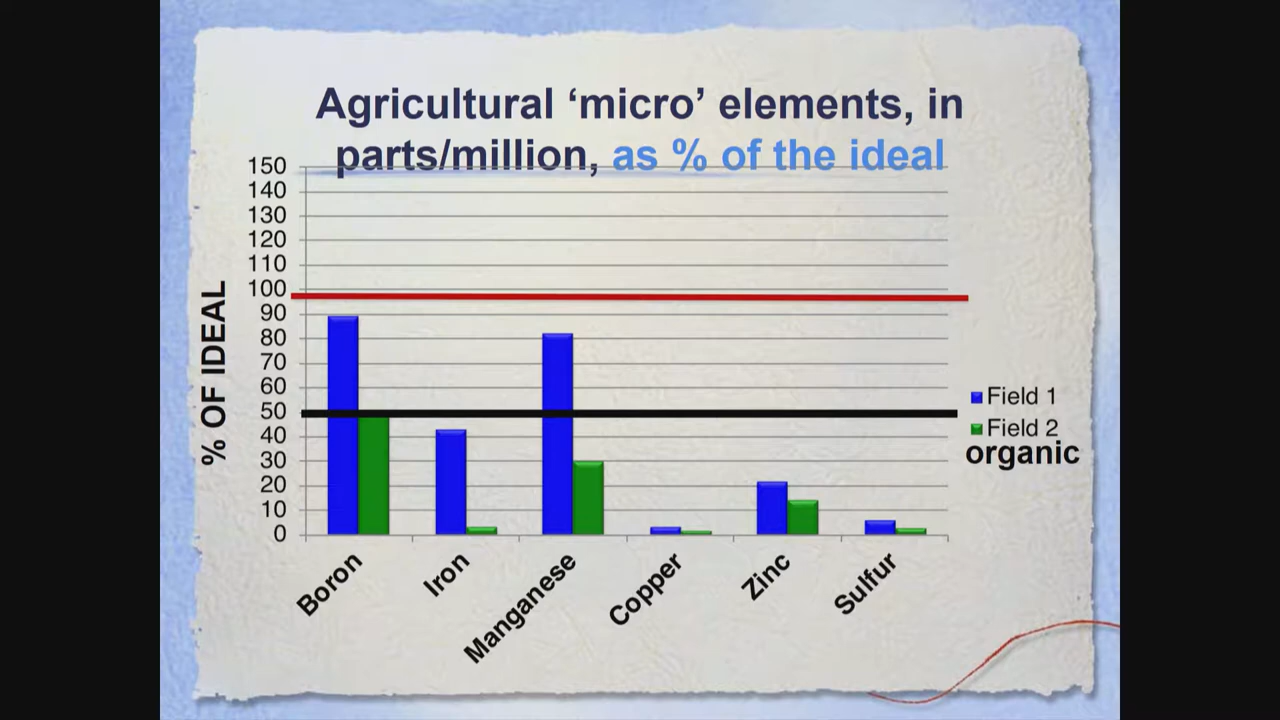 Agricultural ‘micro’ elements, in
parts/million, as % of the ideal
% OF IDEAL
150
140
130
120
110
100
90
80
70
60
50
40
30
20
10
0
Boron
Iron
Manganese
Copper
Zinc
Sulfur
Field 1
Field 2
organic